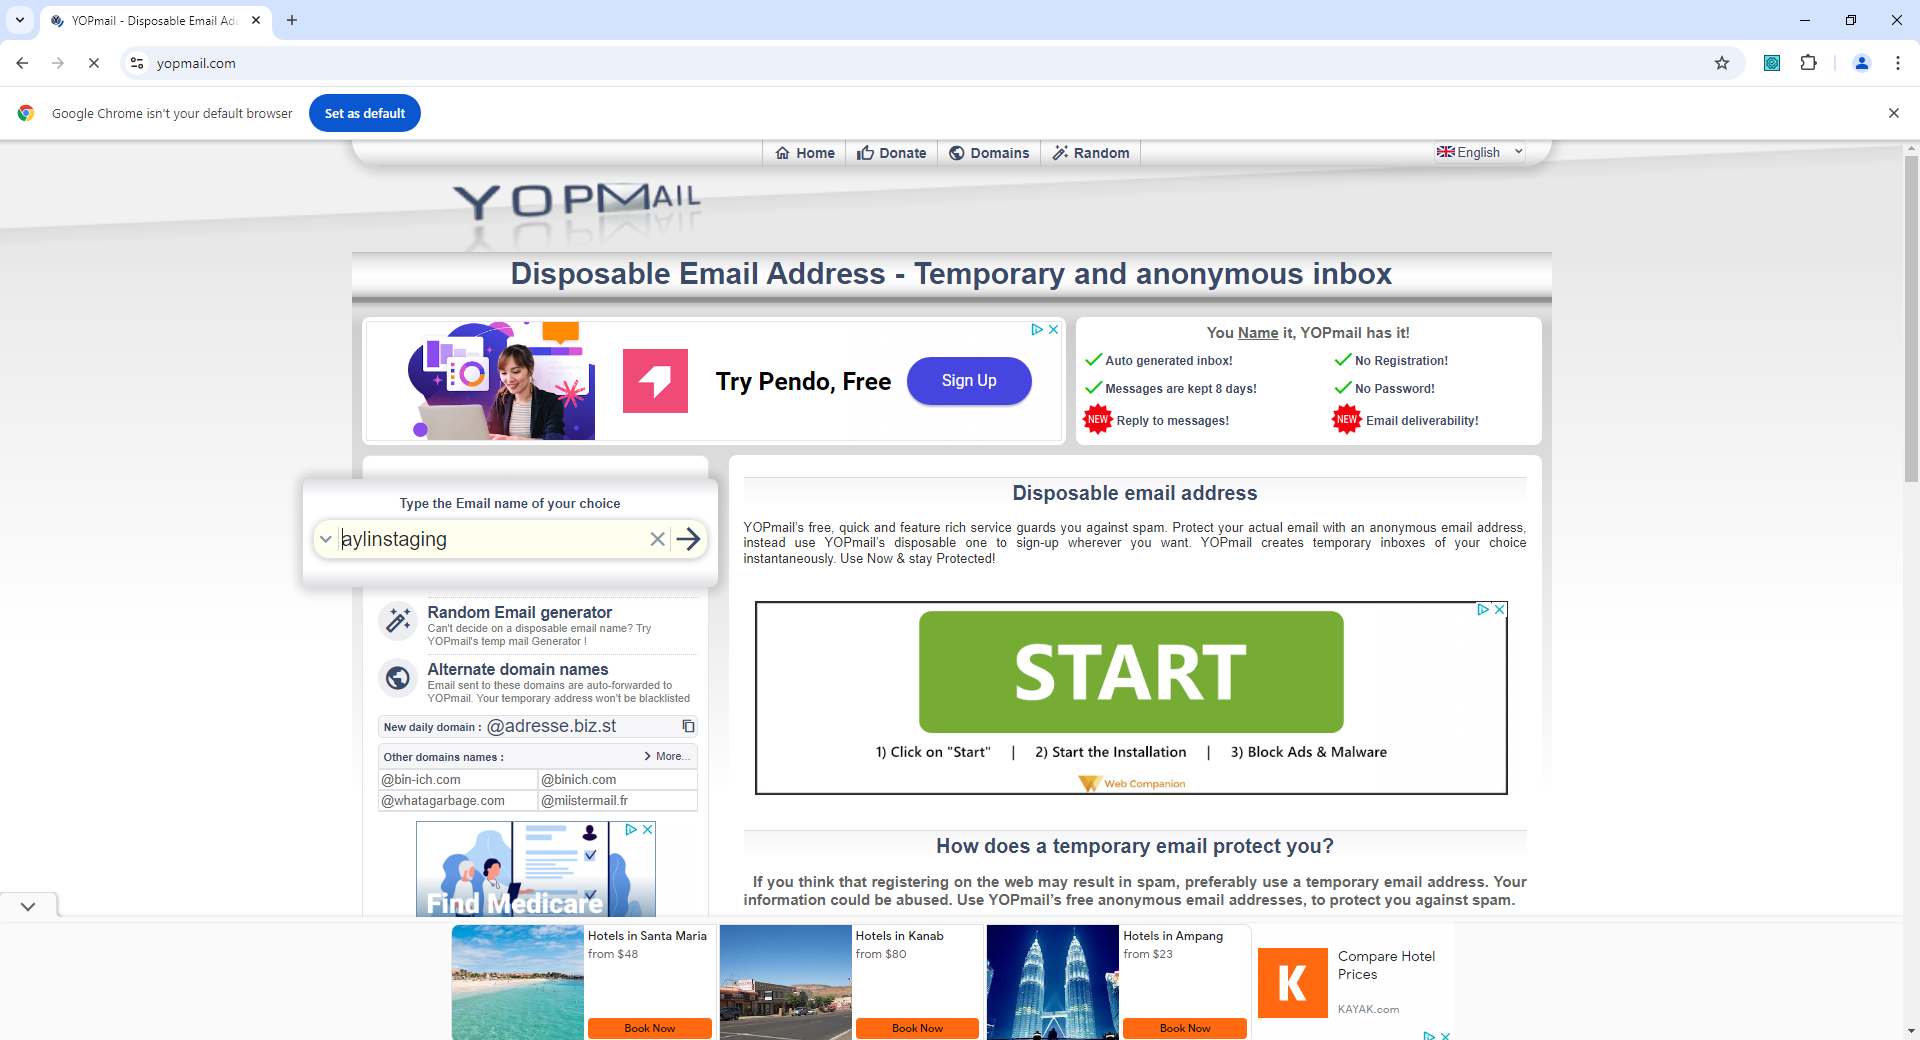 YOPmail - Disposable Email Add
yopmail.com
Google Chrome isn't your default browser
Set as default
Home
Donate
Domains
Random
English
YOPMAIL
Disposable Email Address - Temporary and anonymous inbox
Try Pendo, Free
Sign Up
You Name it, YOPmail has it!
Auto generated inbox!
No Registration!
Messages are kept 8 days!
No Password!
NEW Reply to messages!
NEW Email deliverability!
Type the Email name of your choice
aylinstaging
Random Email generator
Can't decide on a disposable email name? Try
YOPmail's temp mail Generator !
Alternate domain names
Email sent to these domains are auto-forwarded to
YOPmail. Your temporary address won't be blacklisted
New daily domain : @adresse.biz.st
Other domains names :
More...
@bin-ich.com
@binich.com
@whatagarbage.com
@miistermail.fr
Find Medicare
Disposable email address
YOPmail's free, quick and feature rich service guards you against spam. Protect your actual email with an anonymous email address,
instead use YOPmail's disposable one to sign-up wherever you want. YOPmail creates temporary inboxes of your choice
instantaneously. Use Now & stay Protected!
START
1) Click on "Start" | 2) Start the Installation | 3) Block Ads & Malware
Web Companion
How does a temporary email protect you?
If you think that registering on the web may result in spam, preferably use a temporary email address. Your
information could be abused. Use YOPmail's free anonymous email addresses, to protect you against spam.
Hotels in Santa Maria
from $48
Book Now
Hotels in Kanab
from $80
Book Now
Hotels in Ampang
from $23
Book Now
K
Compare Hotel
Prices
KAYAK.com